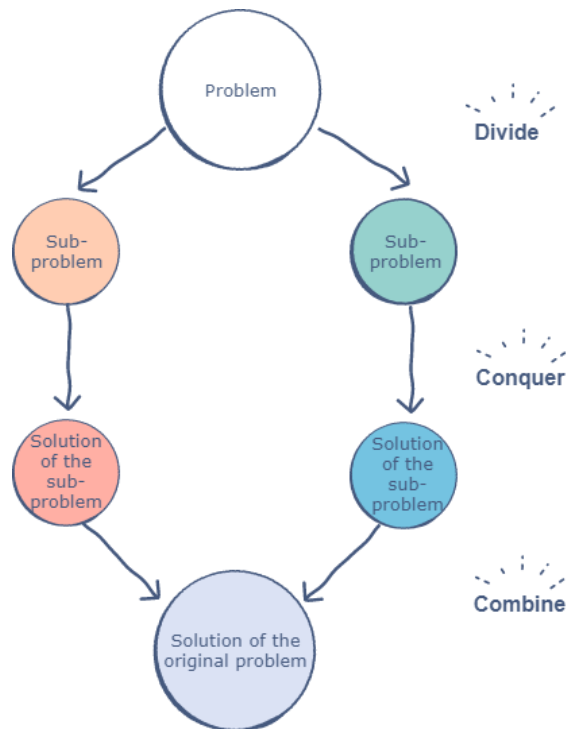 Problem
Divide
Sub-
problem
Sub-
problem
Conquer
Solution
of the
sub-
problem
Solution
of the
sub-
problem
Combine
Solution of the
original problem